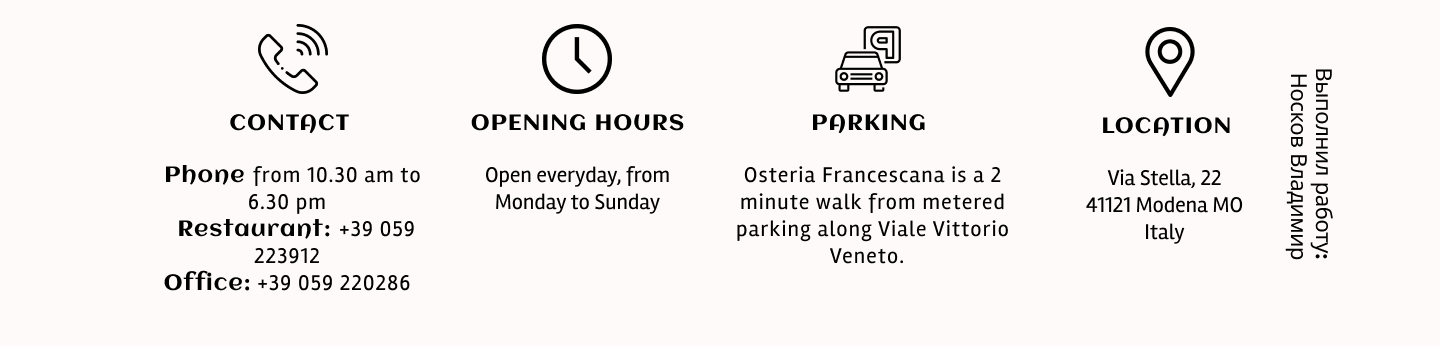 CONTACT
Phone from 10.30 am to
6.30 pm
Restaurant: +39 059
223912
Office: +39 059 220286
OPENING HOURS
Open everyday, from
Monday to Sunday
P
PARKING
Osteria Francescana is a 2
minute walk from metered
parking along Viale Vittorio
Veneto.
LOCATION
Via Stella, 22
41121 Modena MO
Italy
Выполнил работу:
Носков Владимир